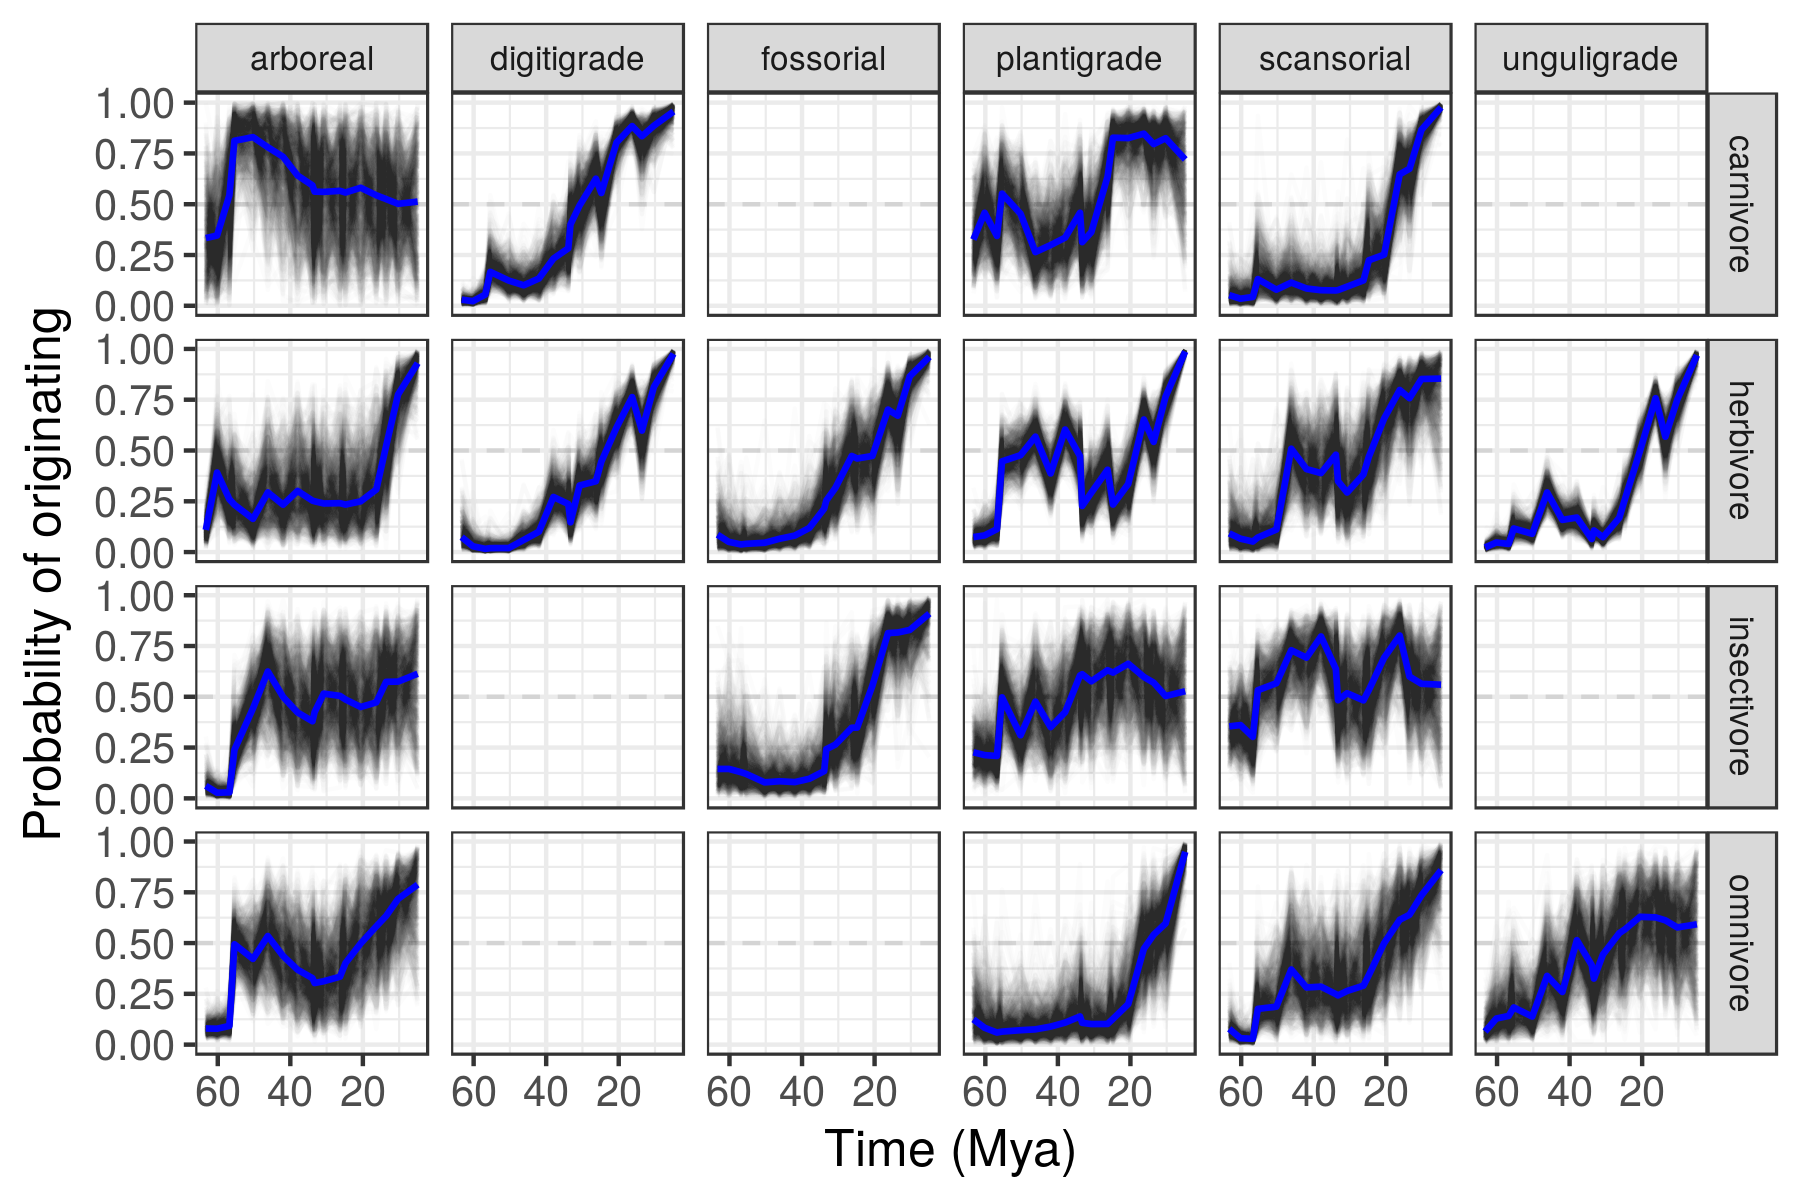 arboreal digitigrade fossorial plantigrade scansorial unguligrade
1.00
0.75
0.50
0.25
0.00
carnivore
1.00
0.75
0.50
0.25
0.00
herbivore
1.00
0.75
0.50
0.25
0.00
insectivore
1.00
0.75
0.50
0.25
0.00
omnivore
Probability of originating
60 40 20 60 40 20 60 40 20 60 40 20 60 40 20 60 40 20
Time (Mya)